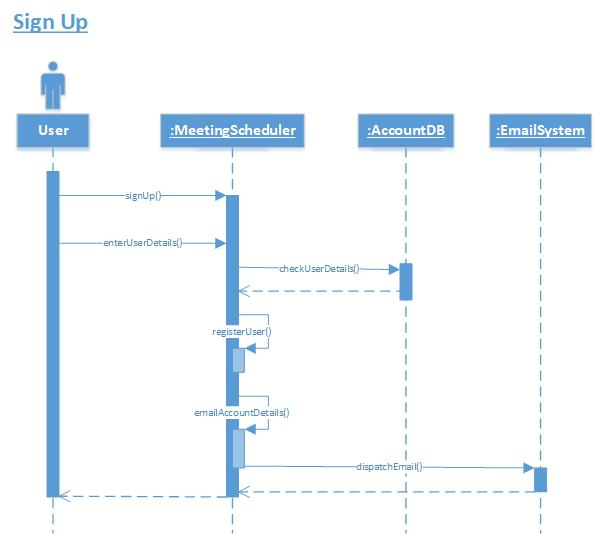 Sign Up
User
:MeetingScheduler
:AccountDB
:EmailSystem
signUp()
enterUserDetails()
checkUserDetails()
registerUser()
emailAccountDetails()
dispatchEmail()